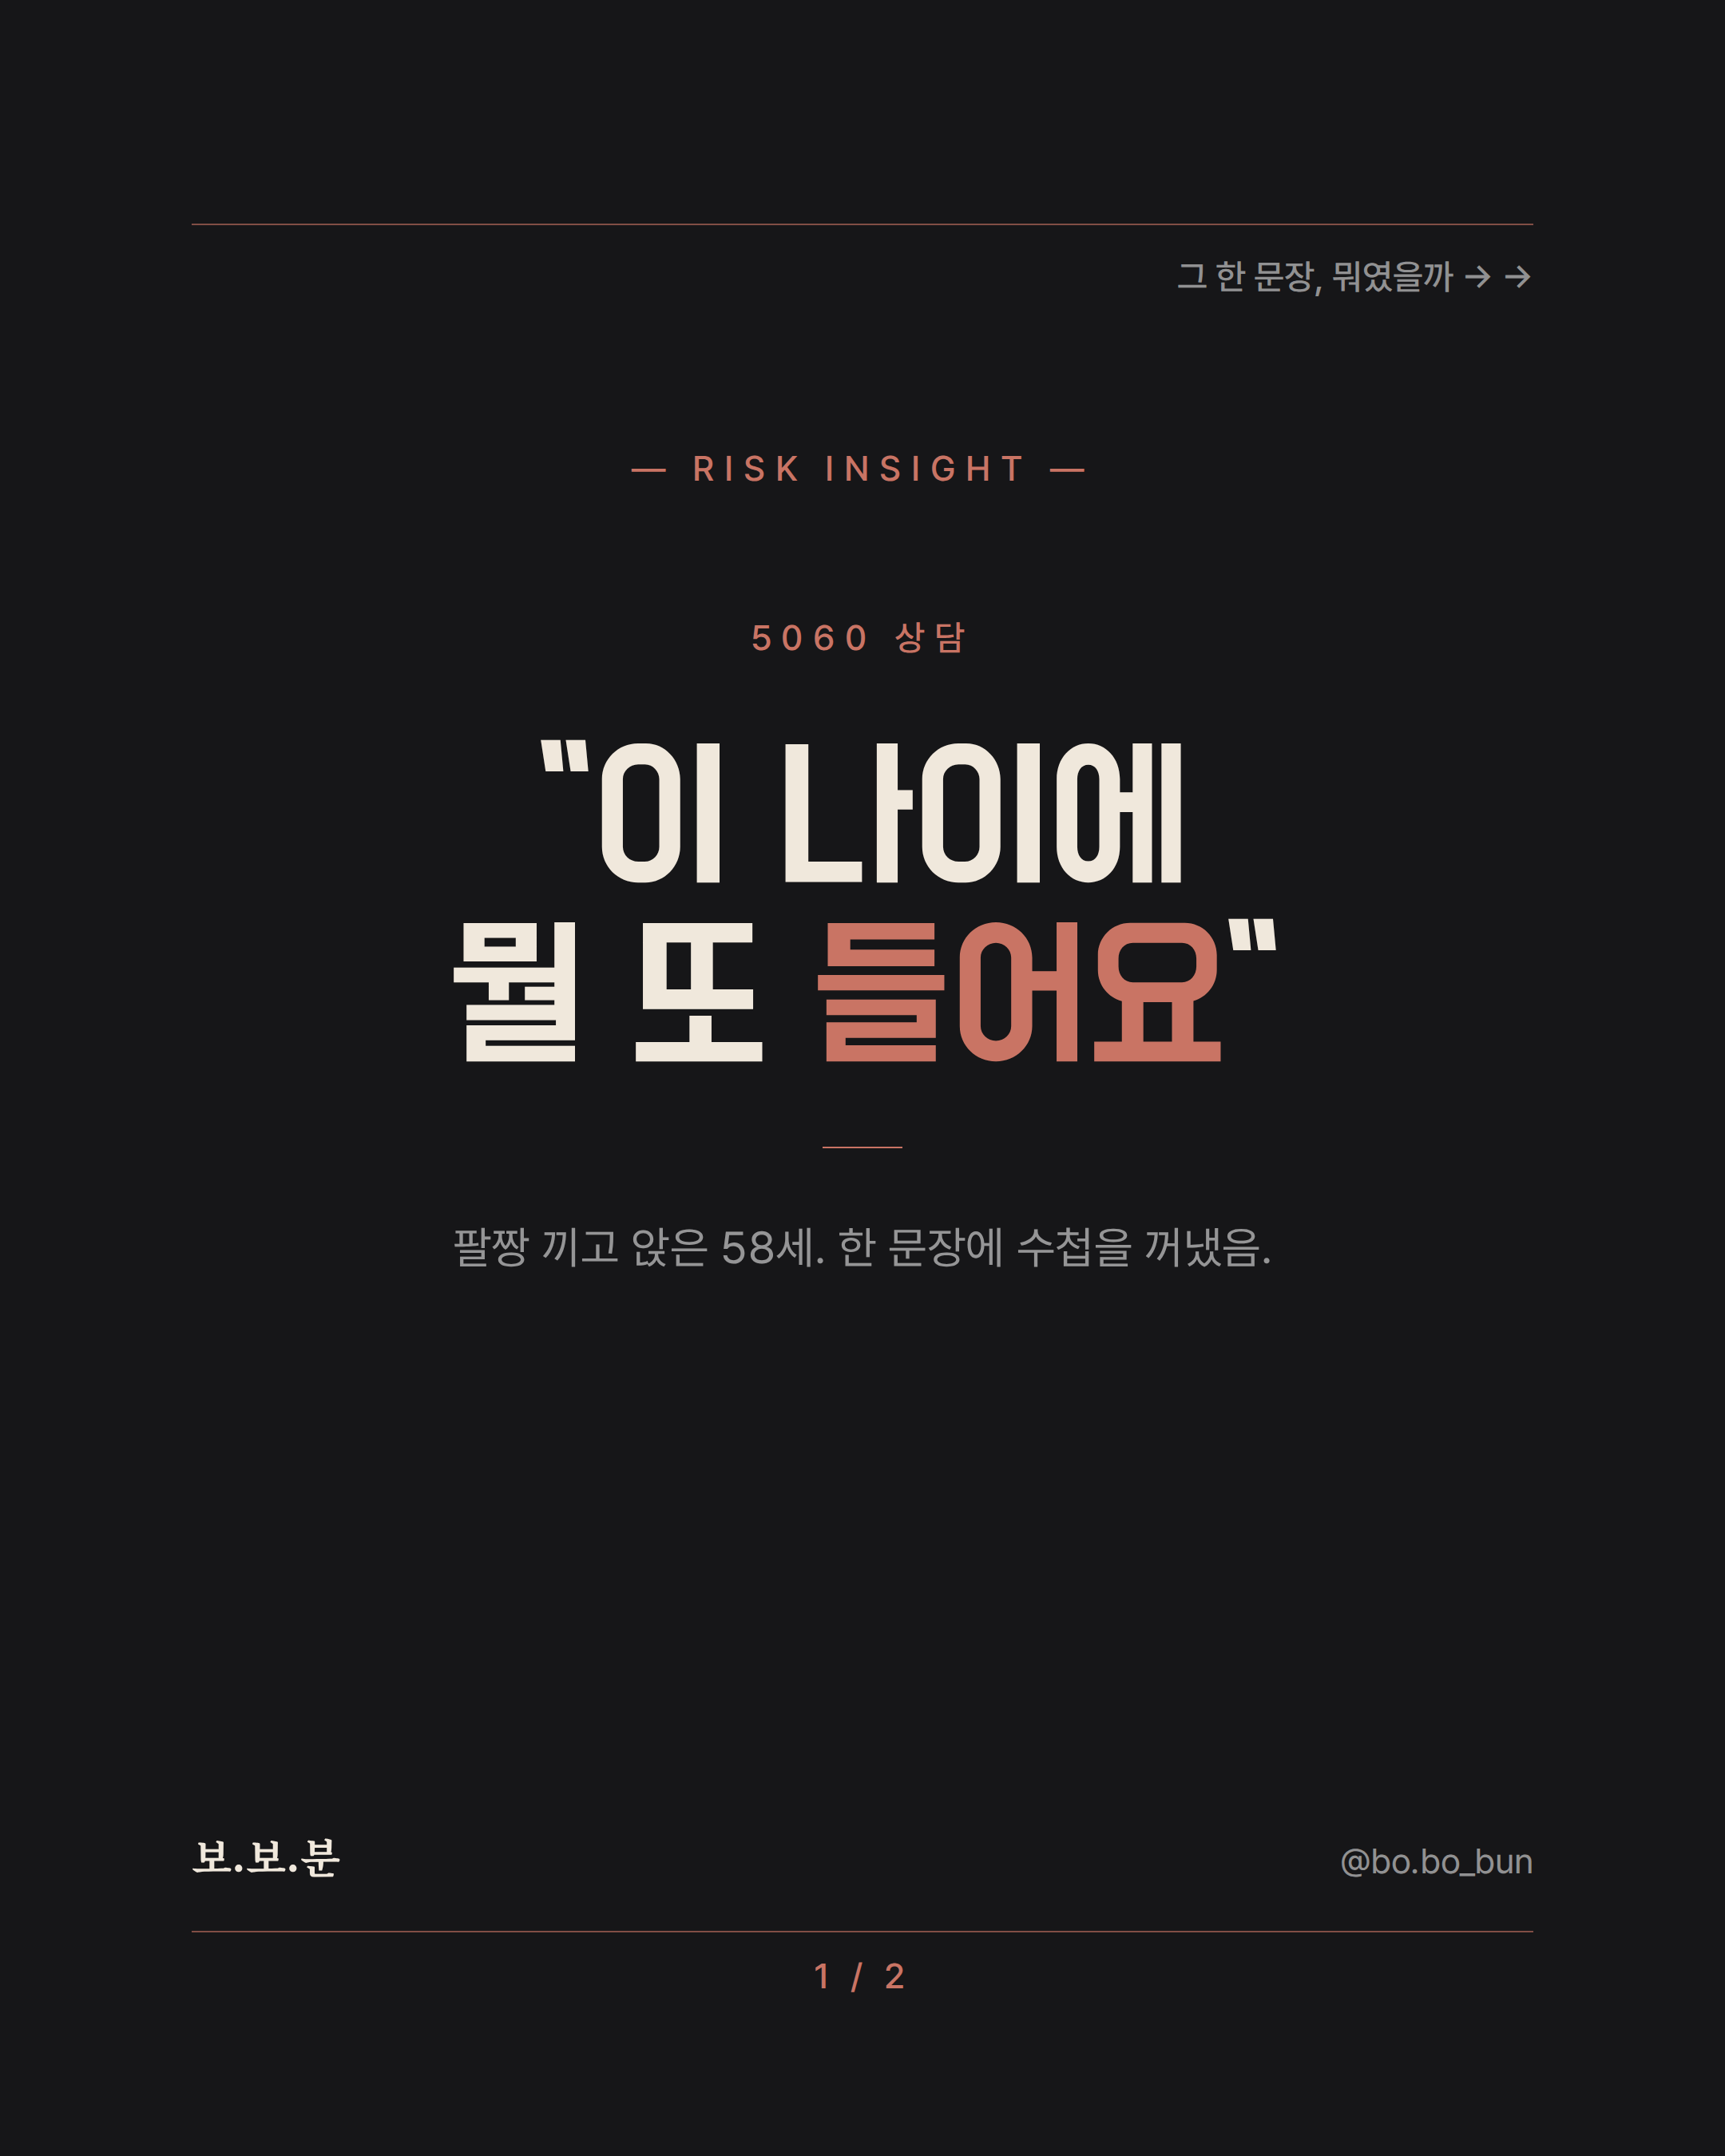 그 한 문장, 뭐였을까 → →
— RISK INSIGHT —
5060 상담
"이 나이에
뭘 또 들어요"
팔짱 끼고 앉은 58세. 한 문장에 수첩을 꺼냈음.
보.보.분
@bo.bo_bun
1 / 2